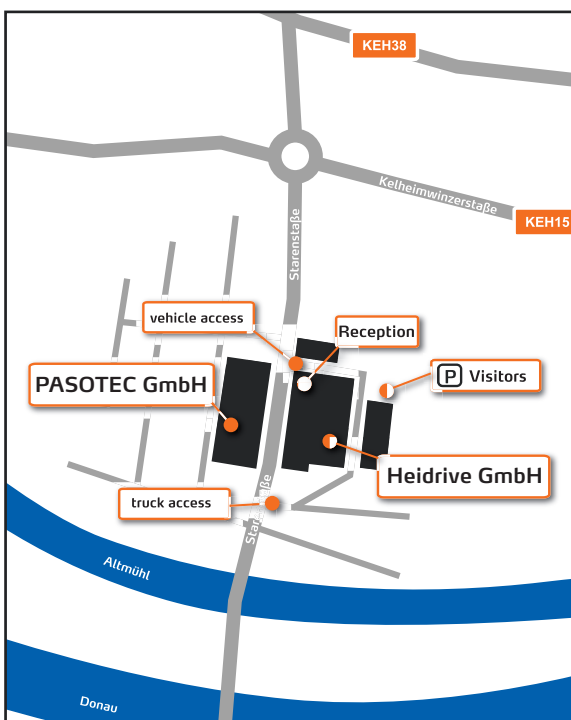 KEH38
Kelheimwinzerstaße
KEH15
Starenstaße
vehicle access
Reception
PASOTEC GmbH
P Visitors
Heidrive GmbH
truck access
Altmühl
Donau